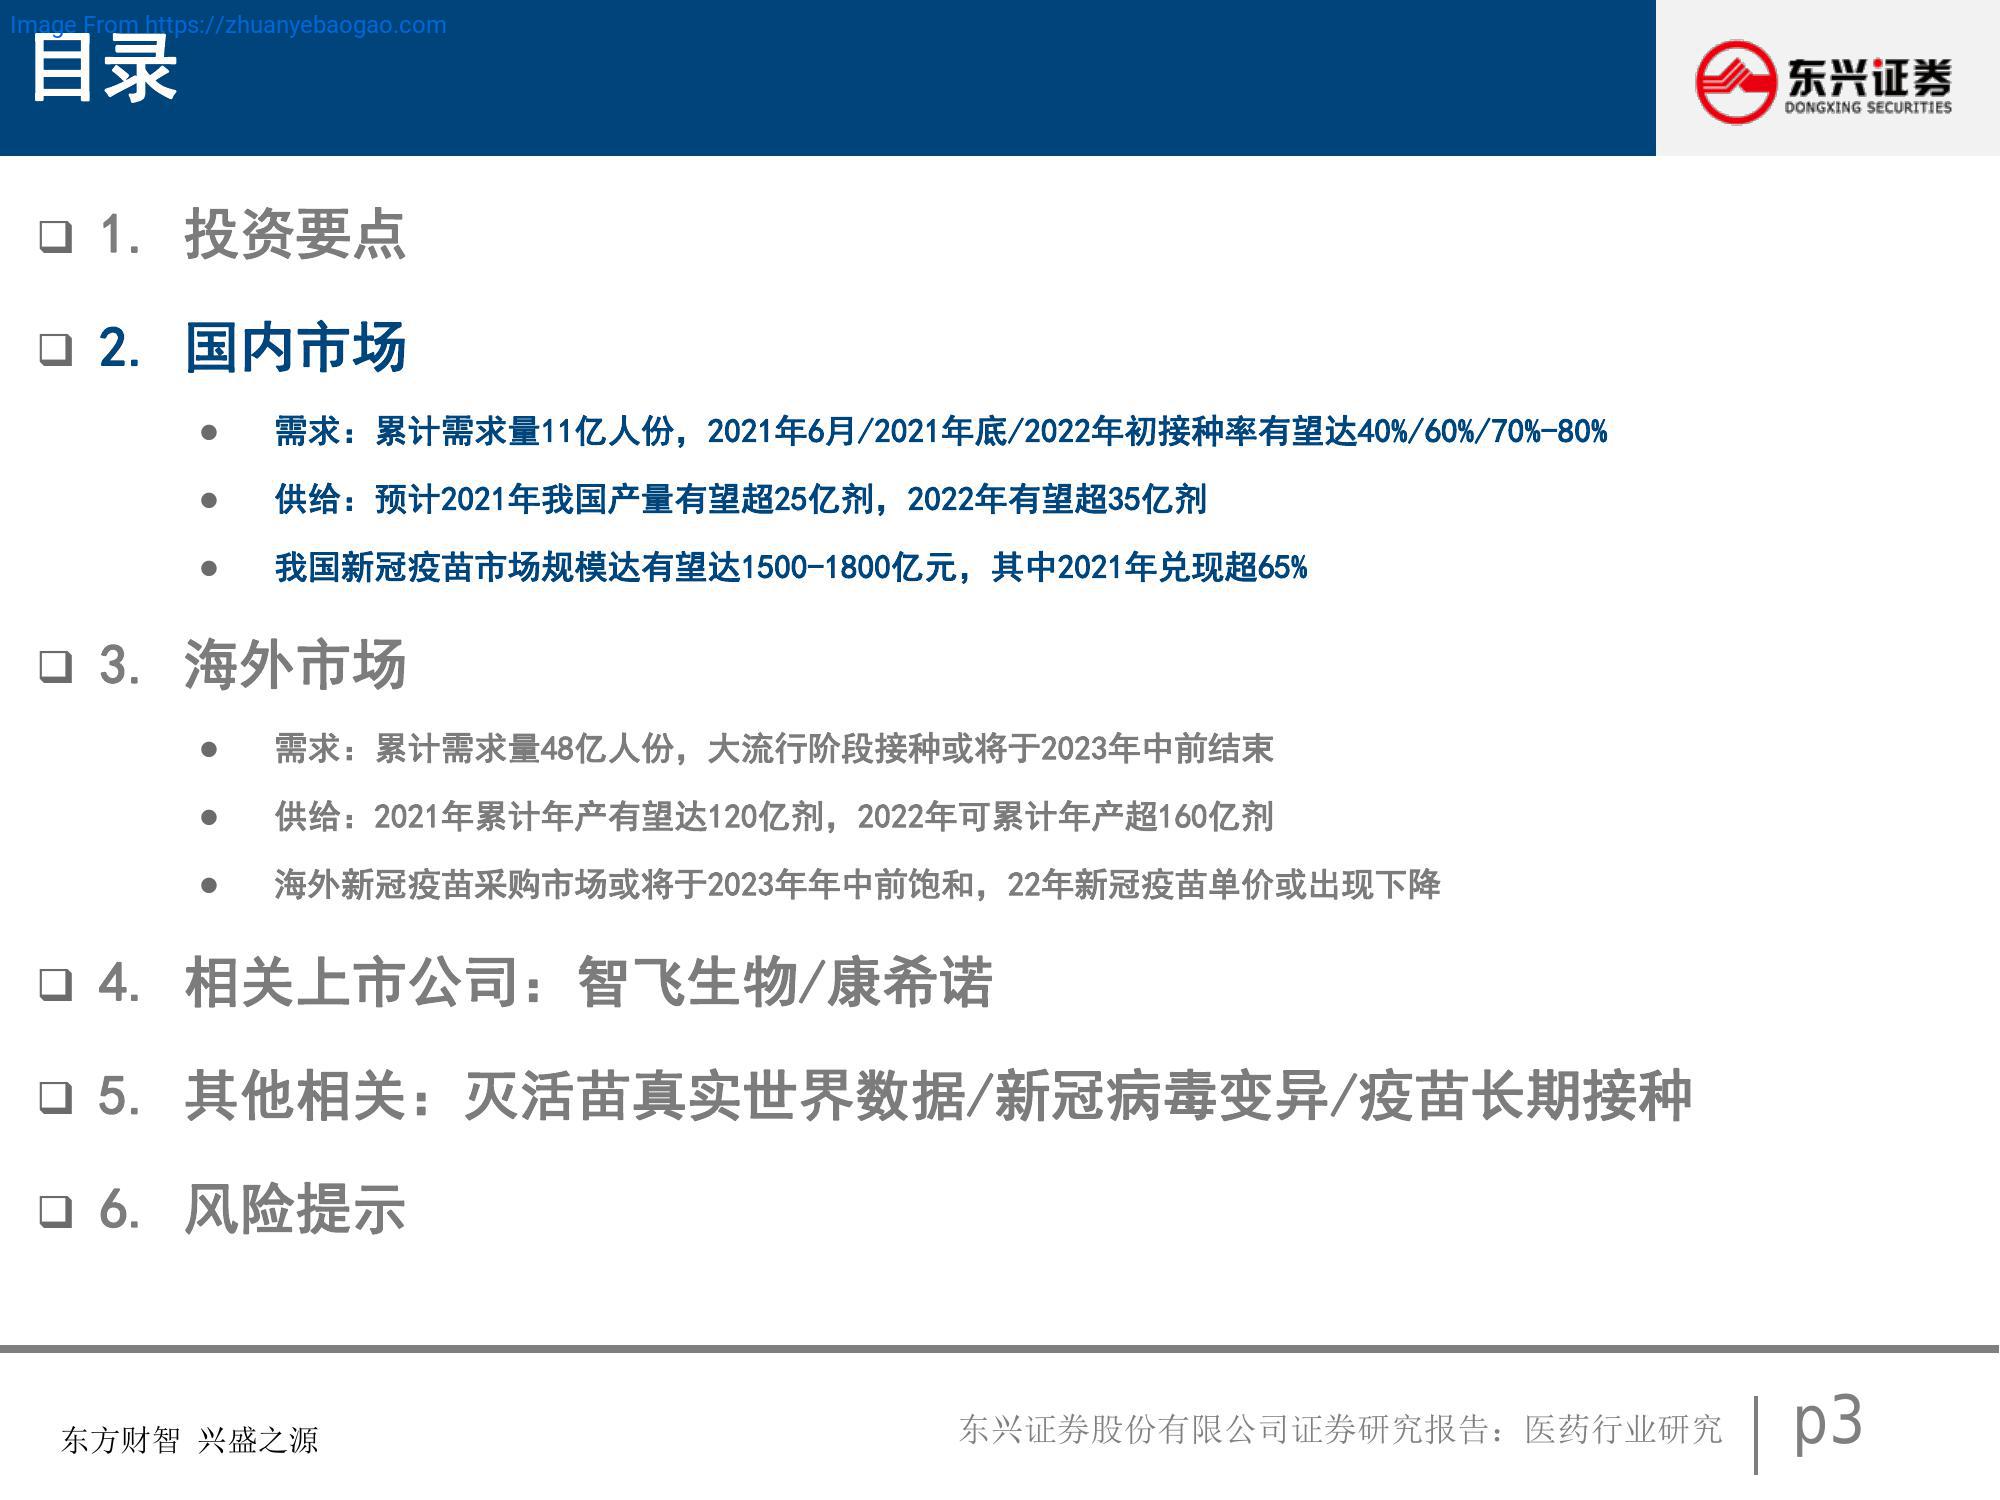 Image From https://zhuanyebaogao.com
目录
东兴证券
DONGXING SECURITIES
❑ 1. 投资要点
❑ 2. 国内市场
● 需求：累计需求量11亿人份，2021年6月/2021年底/2022年初接种率有望达40%/60%/70%-80%
● 供给：预计2021年我国产量有望超25亿剂，2022年有望超35亿剂
● 我国新冠疫苗市场规模达有望达1500-1800亿元，其中2021年兑现超65%
❑ 3. 海外市场
● 需求：累计需求量48亿人份，大流行阶段接种或将于2023年中前结束
● 供给：2021年累计年产有望达120亿剂，2022年可累计年产超160亿剂
● 海外新冠疫苗采购市场或将于2023年年中前饱和，22年新冠疫苗单价或出现下降
❑ 4. 相关上市公司：智飞生物/康希诺
❑ 5. 其他相关：灭活苗真实世界数据/新冠病毒变异/疫苗长期接种
❑ 6. 风险提示
东方财智 兴盛之源
东兴证券股份有限公司证券研究报告：医药行业研究
p3